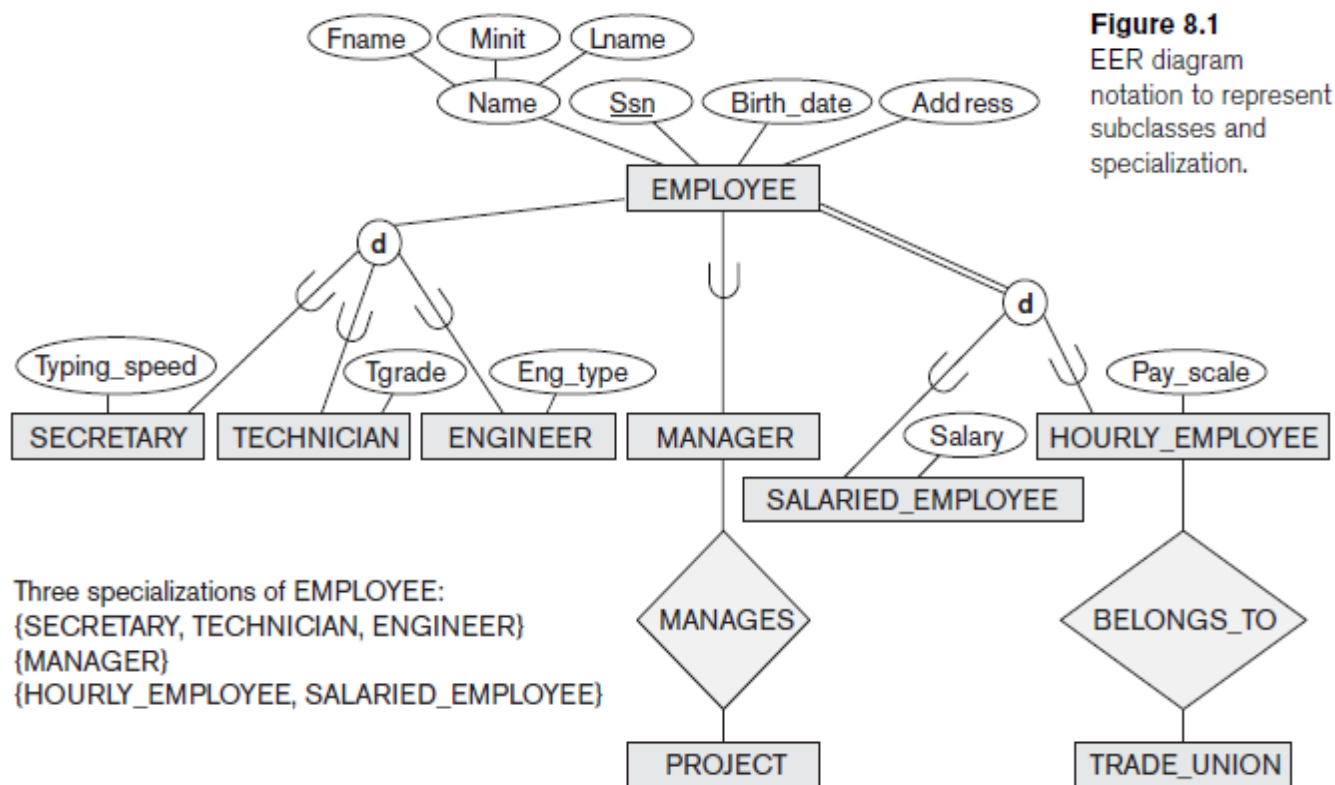 Figure 8.1
EER diagram
notation to represent
subclasses and
specialization.
Fname
Minit
Lname
Name
Ssn
Birth_date
Address
EMPLOYEE
d
d
Typing_speed
Tgrade
Eng_type
Pay_scale
SECRETARY
TECHNICIAN
ENGINEER
MANAGER
Salary
HOURLY_EMPLOYEE
SALARIED_EMPLOYEE
Three specializations of EMPLOYEE:
{SECRETARY, TECHNICIAN, ENGINEER}
{MANAGER}
{HOURLY_EMPLOYEE, SALARIED_EMPLOYEE}
MANAGES
BELONGS_TO
PROJECT
TRADE_UNION